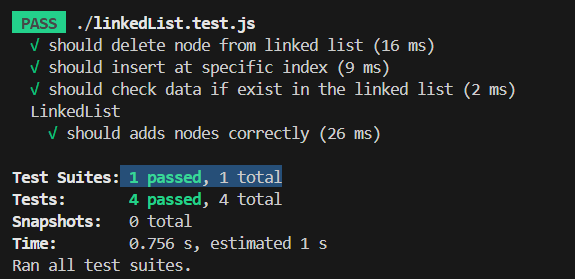 PASS ./linkedList.test.js
√ should delete node from linked list (16 ms)
√ should insert at specific index (9 ms)
√ should check data if exist in the linked list (2 ms)
LinkedList
√ should adds nodes correctly (26 ms)
Test Suites: 1 passed, 1 total
Tests: 4 passed, 4 total
Snapshots: 0 total
Time: 0.756 s, estimated 1 s
Ran all test suites.